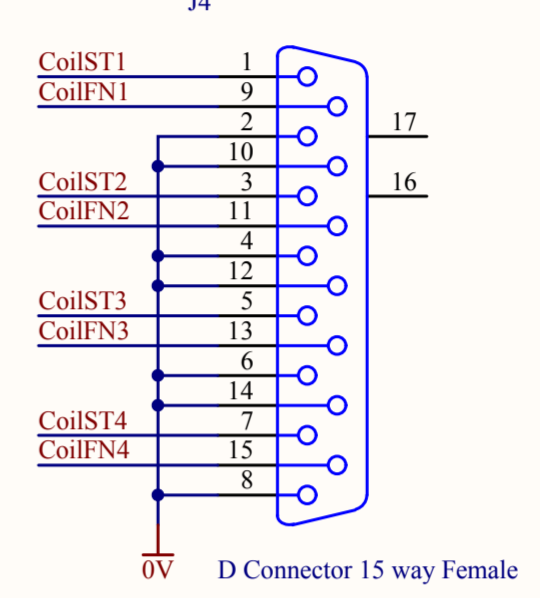 J4
CoilST1 1
CoilFN1 9
2
17
10
CoilST2 3
16
CoilFN2 11
4
12
CoilST3 5
CoilFN3 13
6
14
CoilST4 7
CoilFN4 15
8
0V
D Connector 15 way Female